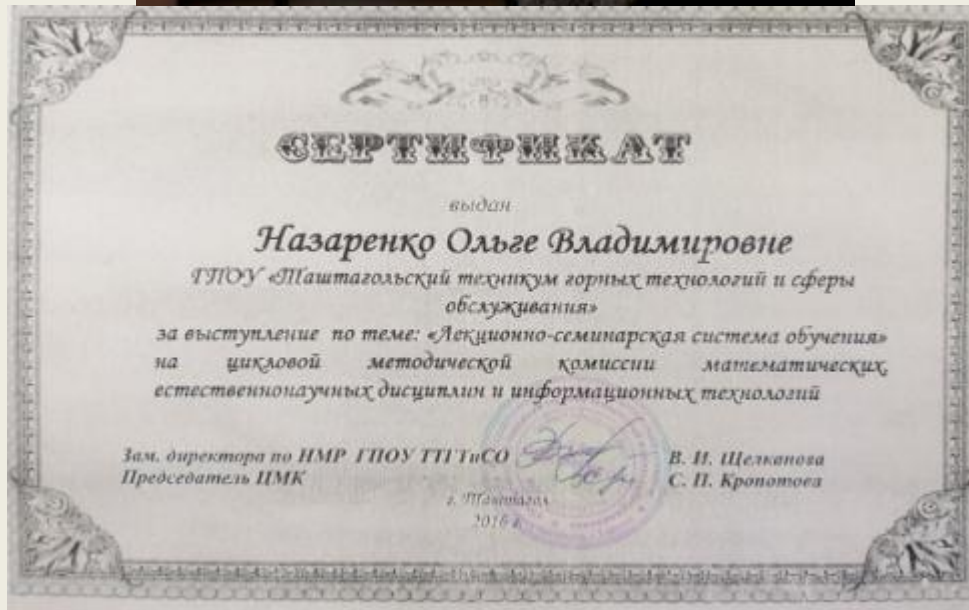 СЕРТИФИКАТ
выдан
Назаренко Ольге Владимировне
ГПОУ «Таштагольский техникум горных технологий и сферы
обслуживания»
за выступление по теме: «Лекционно-семинарская система обучения»
на цикловой методической комиссии математических,
естественнонаучных дисциплин и информационных технологий
Зам. директора по НМР ГПОУ ТТГТиСО В. И. Щелканова
Председатель ЦМК С. П. Кропотова
г. Таштагол
2016 г.